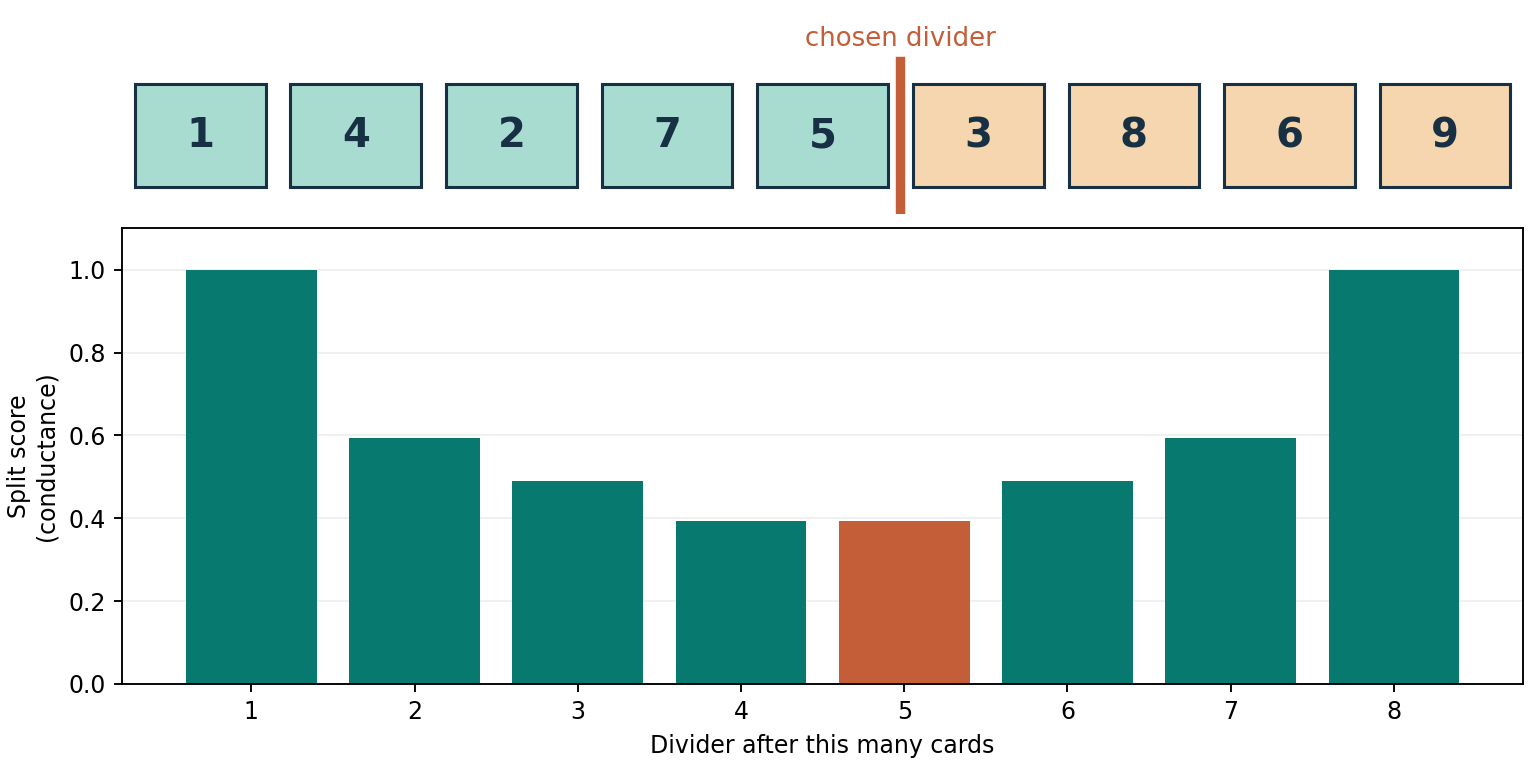 chosen divider
1 4 2 7 5 3 8 6 9
Split score
(conductance)
1.0
0.8
0.6
0.4
0.2
0.0
1 2 3 4 5 6 7 8
Divider after this many cards